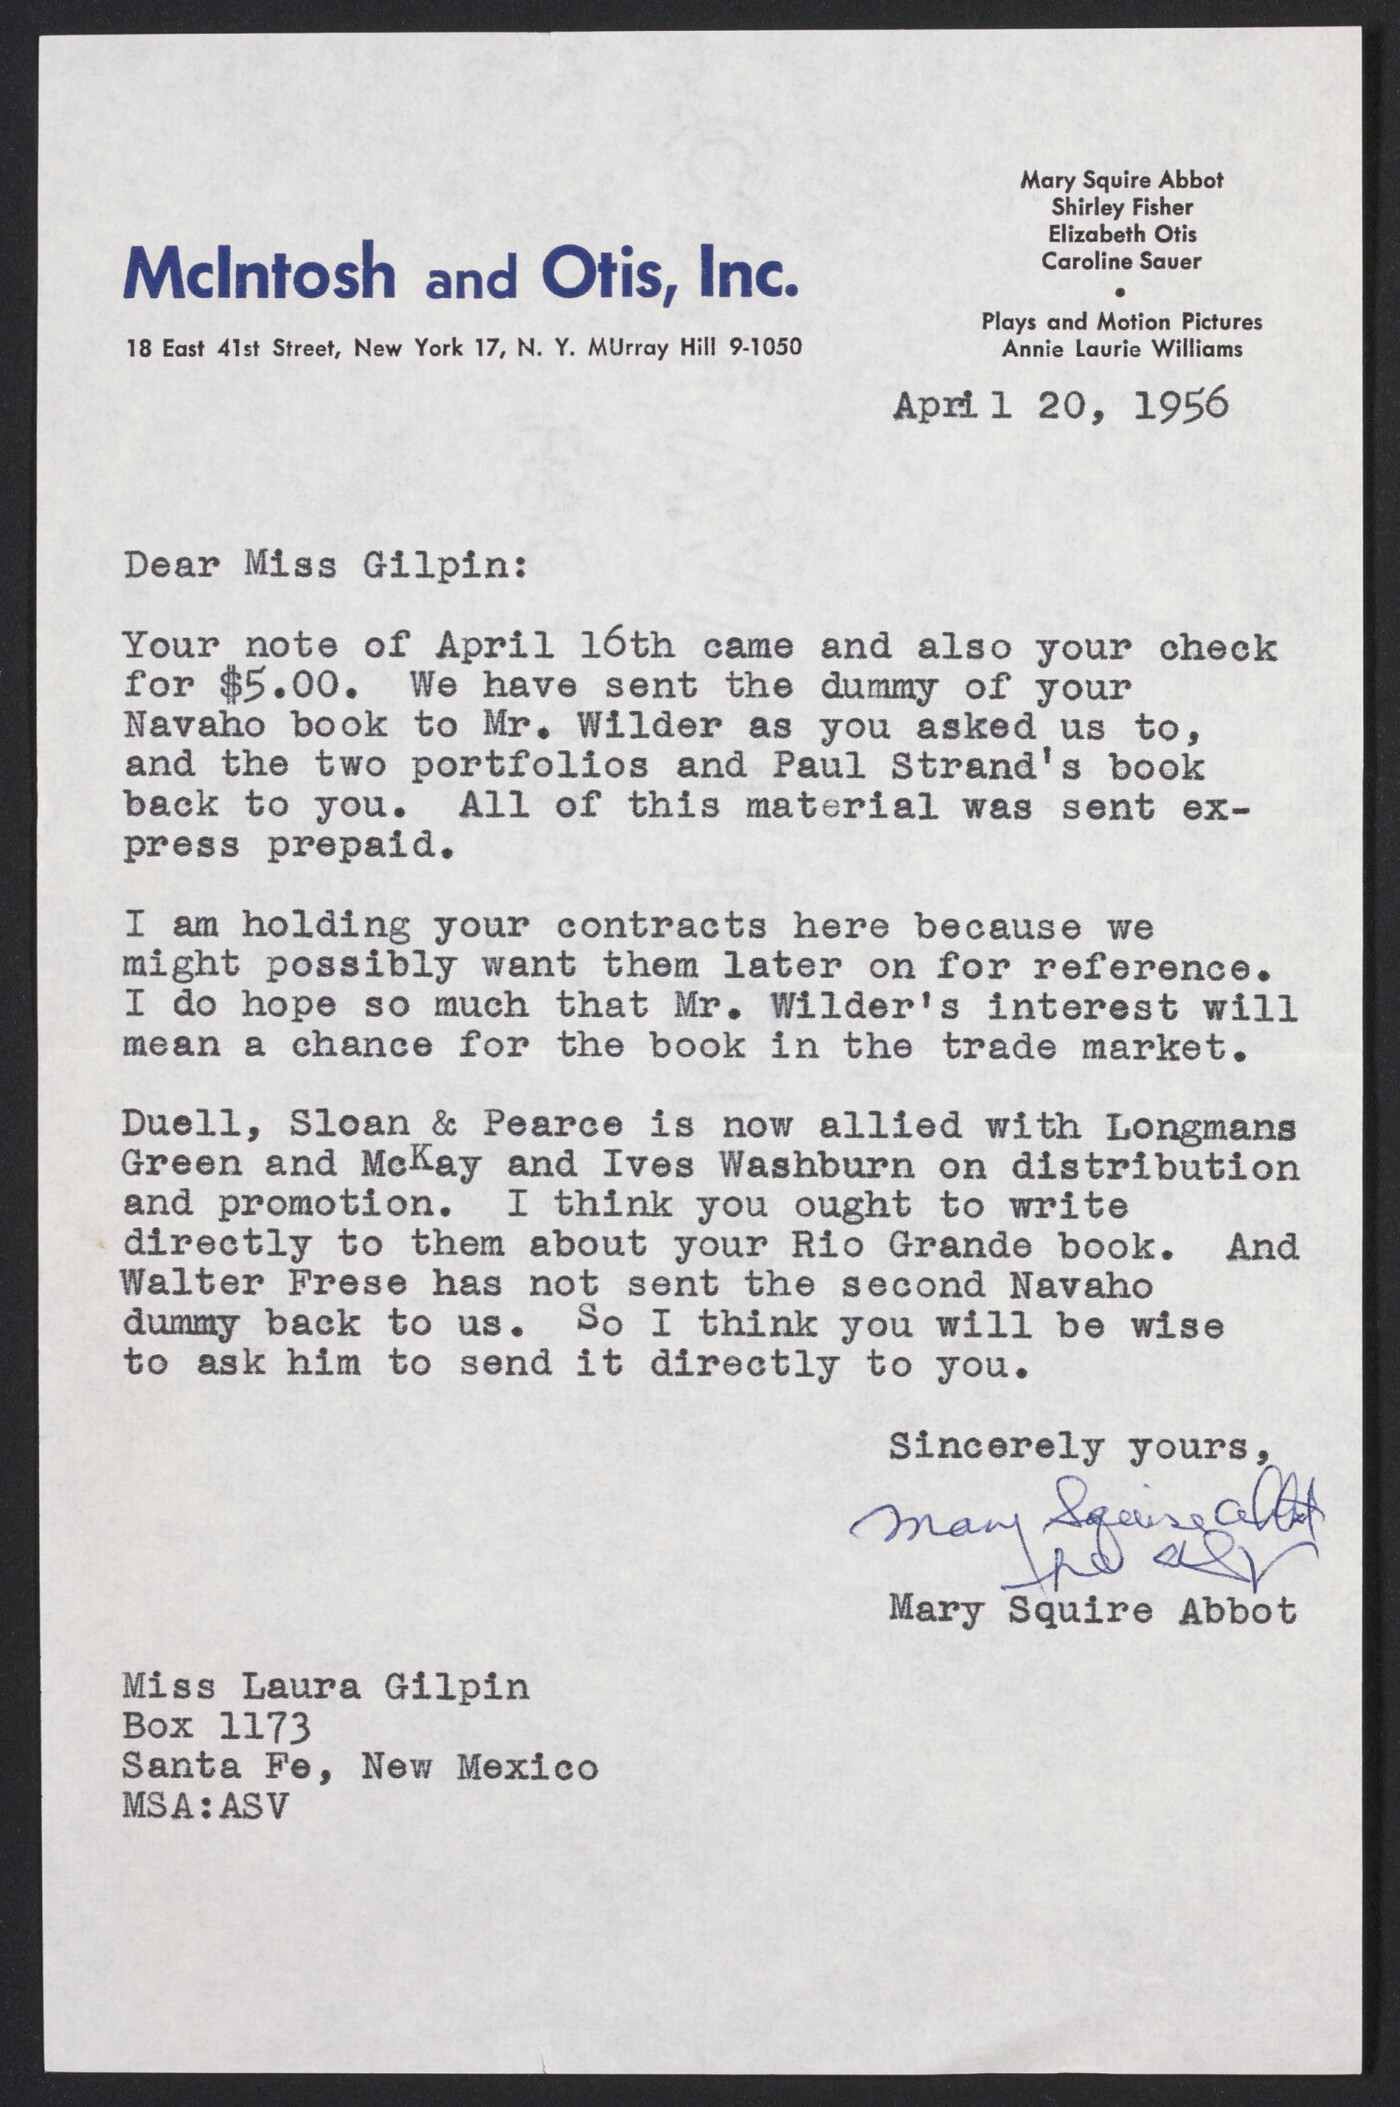 Mary Squire Abbot
Shirley Fisher
Elizabeth Otis
Caroline Sauer
•
Plays and Motion Pictures
Annie Laurie Williams
McIntosh and Otis, Inc.
18 East 41st Street, New York 17, N. Y. MUrray Hill 9-1050
April 20, 1956
Dear Miss Gilpin:
Your note of April 16th came and also your check
for $5.00. We have sent the dummy of your
Navaho book to Mr. Wilder as you asked us to,
and the two portfolios and Paul Strand's book
back to you. All of this material was sent ex-
press prepaid.
I am holding your contracts here because we
might possibly want them later on for reference.
I do hope so much that Mr. Wilder's interest will
mean a chance for the book in the trade market.
Duell, Sloan & Pearce is now allied with Longmans
Green and McKay and Ives Washburn on distribution
and promotion. I think you ought to write
directly to them about your Rio Grande book. And
Walter Frese has not sent the second Navaho
dummy back to us. So I think you will be wise
to ask him to send it directly to you.
Sincerely yours,
Mary Squire Abbot
Mary Squire Abbot
Miss Laura Gilpin
Box 1173
Santa Fe, New Mexico
MSA:ASV